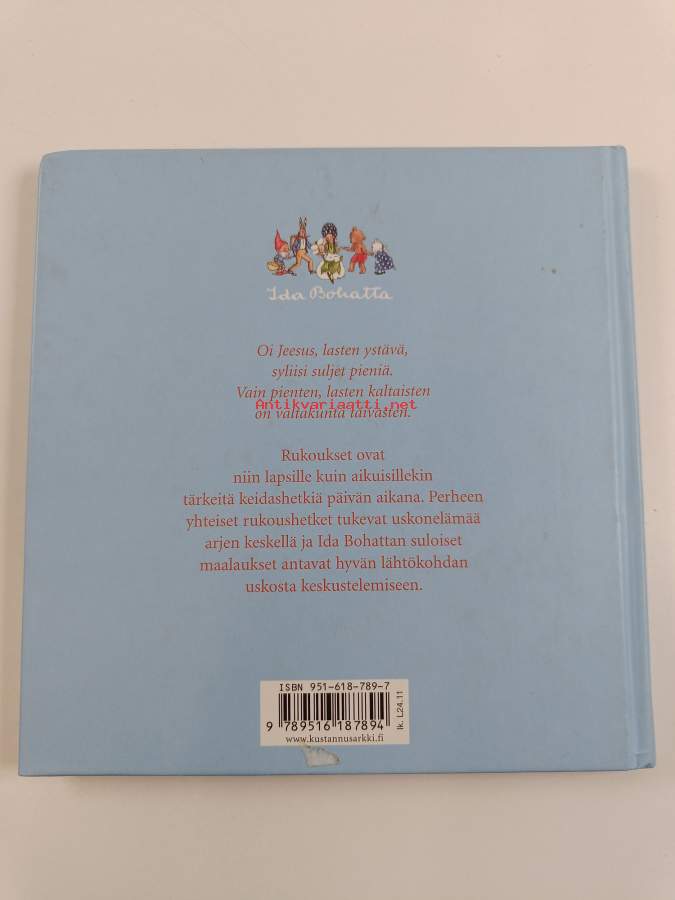 Ida Bohatta
Oi Jeesus, lasten ystävä,
syliisi suljet pieniä.
Vain pienten, lasten kaltaisten
Antikvariaatti.net
on valtakunta taivasten.
Rukoukset ovat
niin lapsille kuin aikuisillekin
tärkeitä keidashetkiä päivän aikana. Perheen
yhteiset rukoushetket tukevat uskonelämää
arjen keskellä ja Ida Bohattan suloiset
maalaukset antavat hyvän lähtökohdan
uskosta keskustelemiseen.
ISBN 951-618-789-7
9 789516 187894
www.kustannusarkki.fi
lk. L24.11